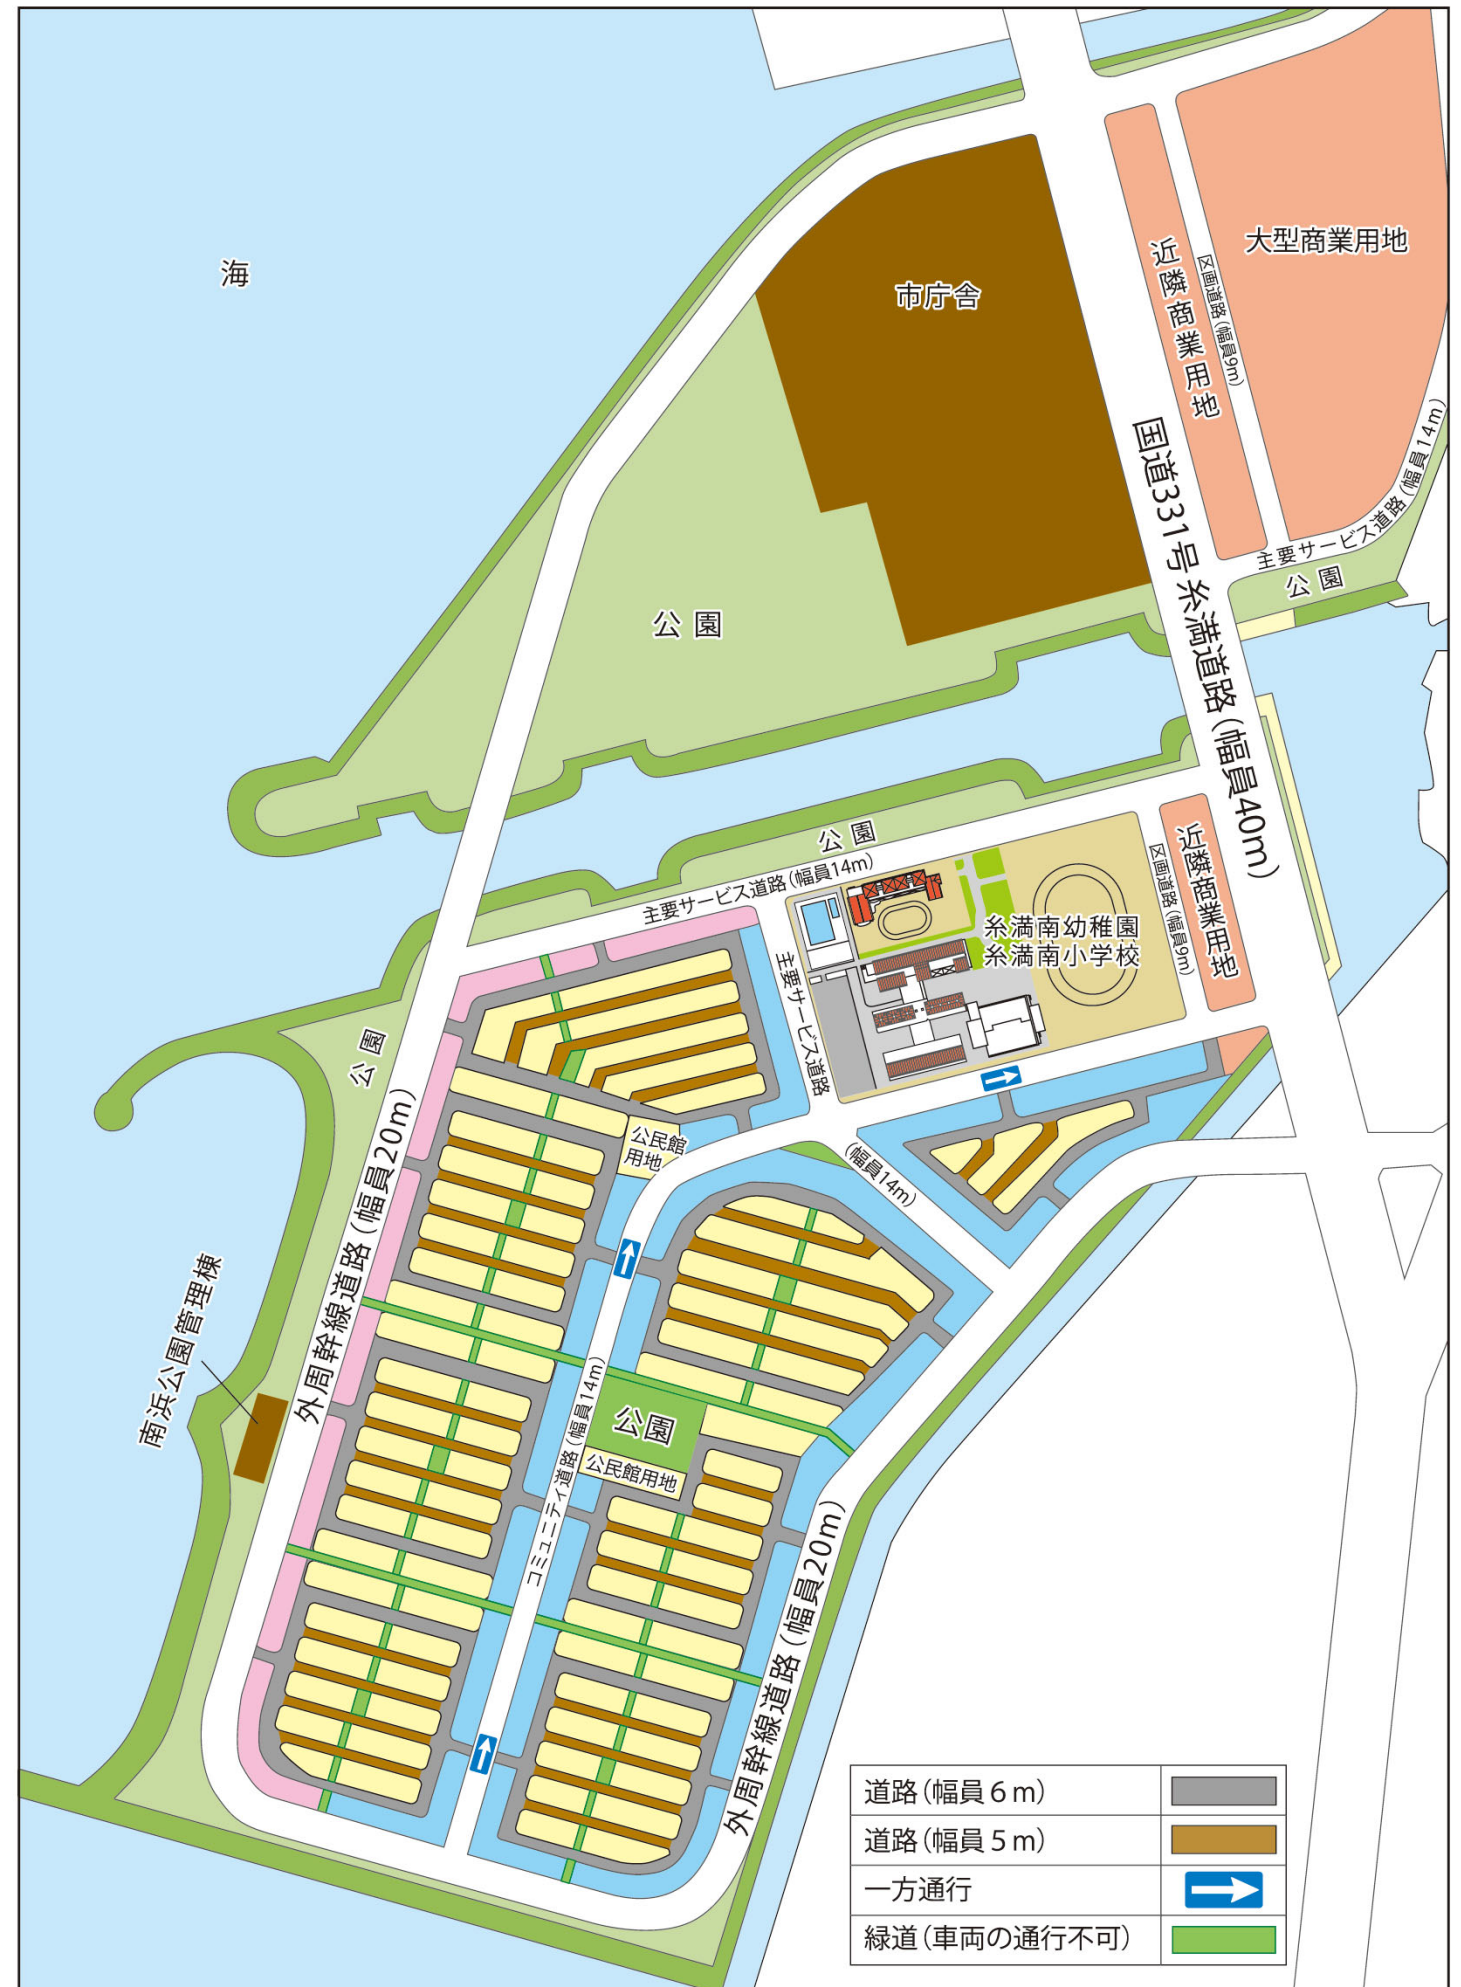 海
市庁舎
近隣商業用地
区画道路(幅員9m)
大型商業用地
国道331号 糸満道路(幅員40m)
主要サービス道路(幅員14m)
公園
公園
公園
主要サービス道路(幅員14m)
糸満南幼稚園
糸満南小学校
区画道路(幅員9m)
近隣商業用地
主要サービス道路
(幅員14m)
公園
外周幹線道路(幅員20m)
公民館
用地
南浜公園管理棟
コミュニティ道路(幅員14m)
公園
公民館用地
外周幹線道路(幅員20m)
道路(幅員6m)
道路(幅員5m)
一方通行
緑道(車両の通行不可)